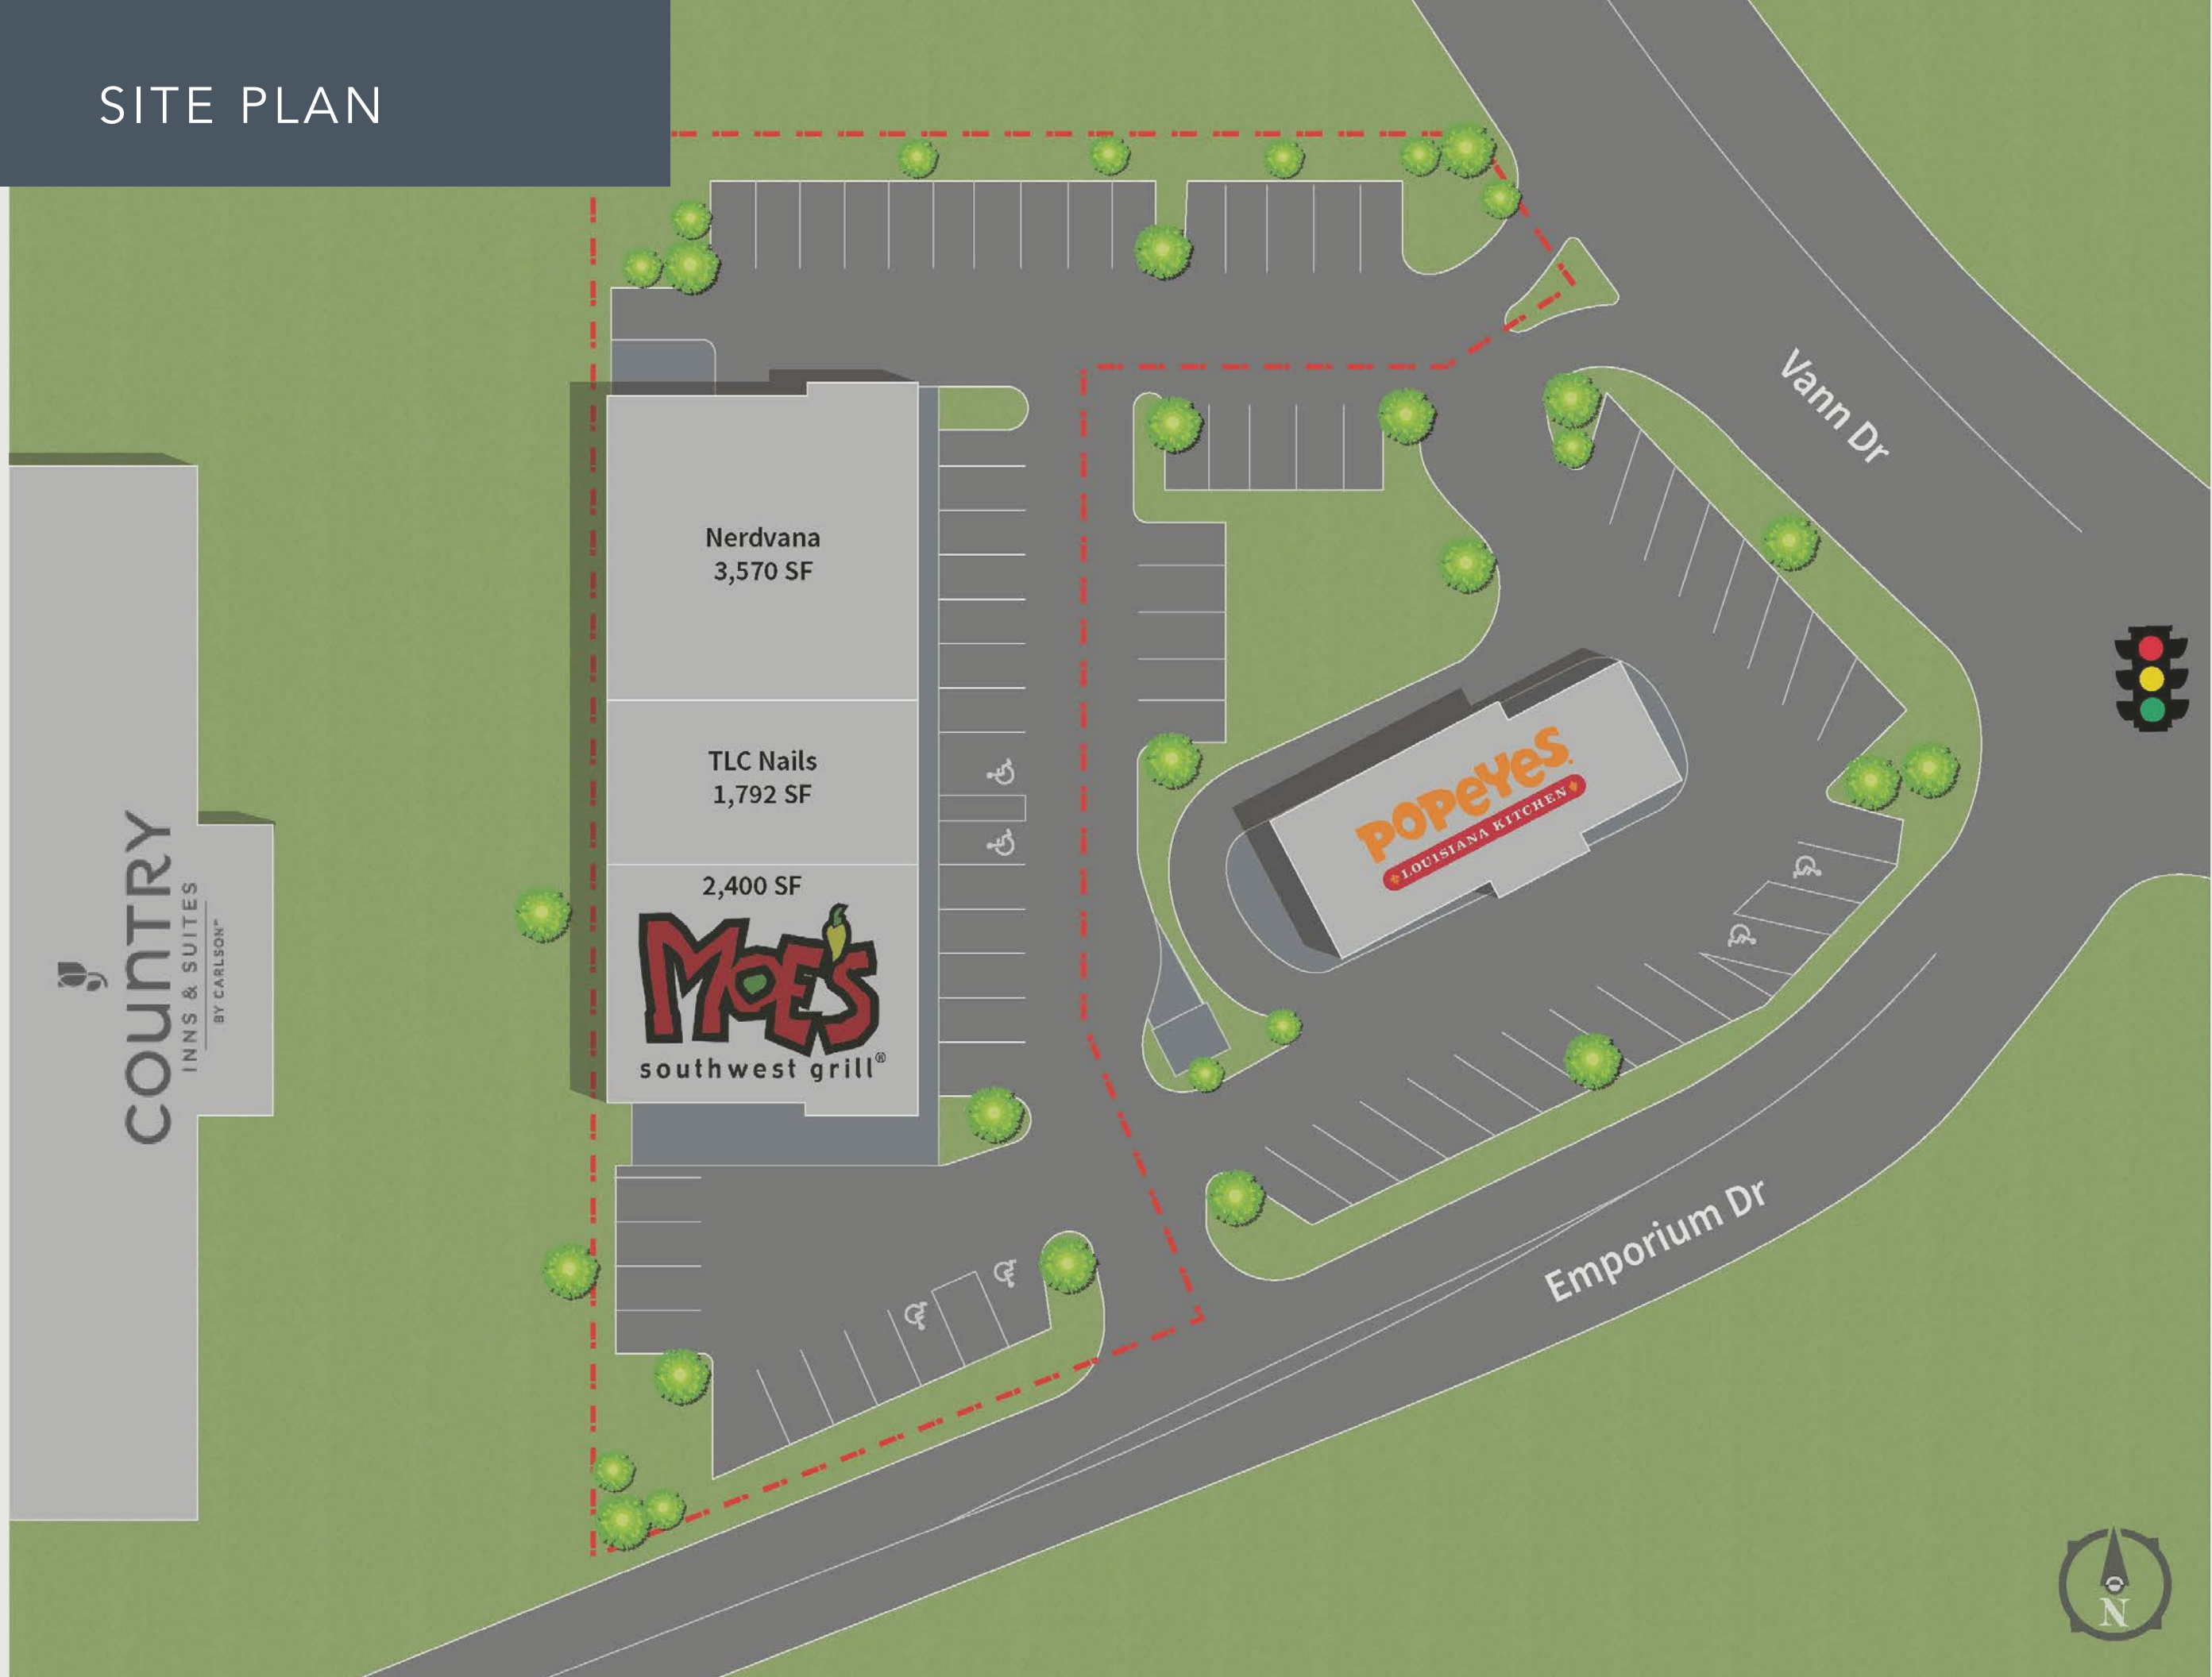 SITE PLAN
Vann Dr
Nerdvana
3,570 SF
TLC Nails
1,792 SF
2,400 SF
MOE'S
southwest grill®
POPEYES.
LOUISIANA KITCHEN
COUNTRY
INNS & SUITES
BY CARLSON™
Emporium Dr
N